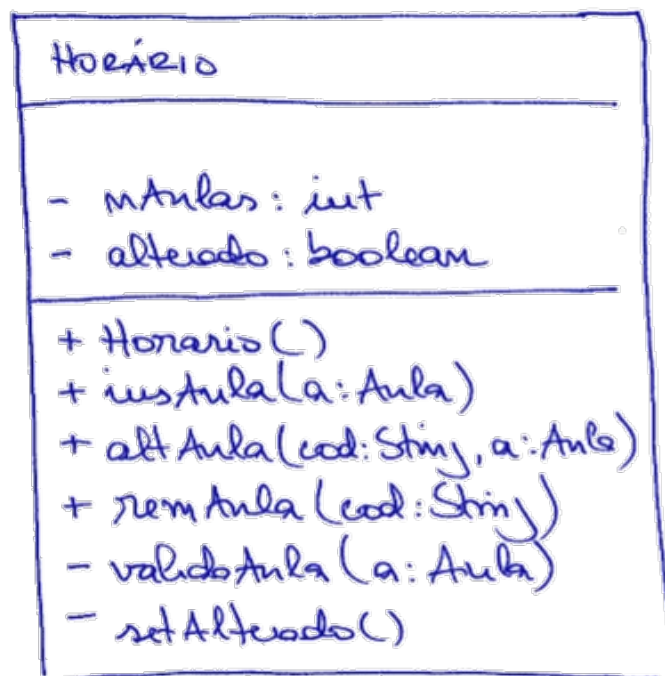 HORÁRIO
- nAulas: int
- alterado: boolean
+ Horario()
+ insAula(a: Aula)
+ altAula(cod: String, a: Aula)
+ remAula(cod: String)
- validaAula(a: Aula)
- setAlterado()